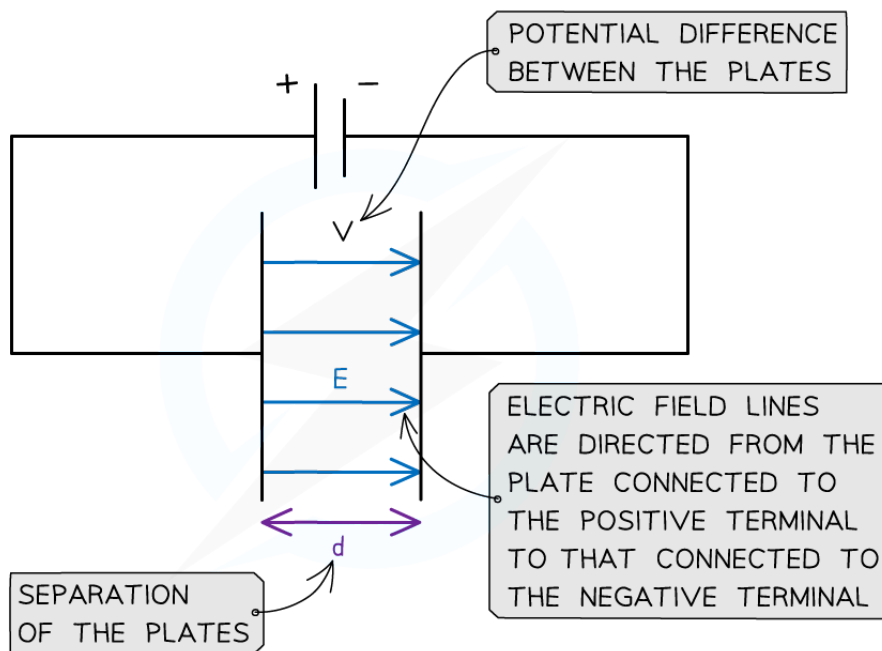 POTENTIAL DIFFERENCE
BETWEEN THE PLATES
+ -
V
E
ELECTRIC FIELD LINES
ARE DIRECTED FROM THE
PLATE CONNECTED TO
THE POSITIVE TERMINAL
TO THAT CONNECTED TO
THE NEGATIVE TERMINAL
d
SEPARATION
OF THE PLATES